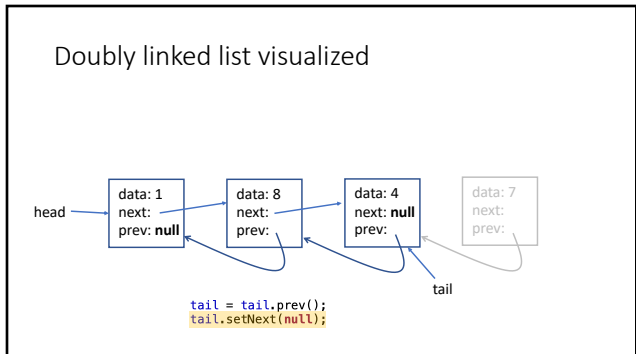 Doubly linked list visualized
head
data: 1
next:
prev: null
data: 8
next:
prev:
data: 4
next: null
prev:
data: 7
next:
prev:
tail
tail = tail.prev();
tail.setNext(null);